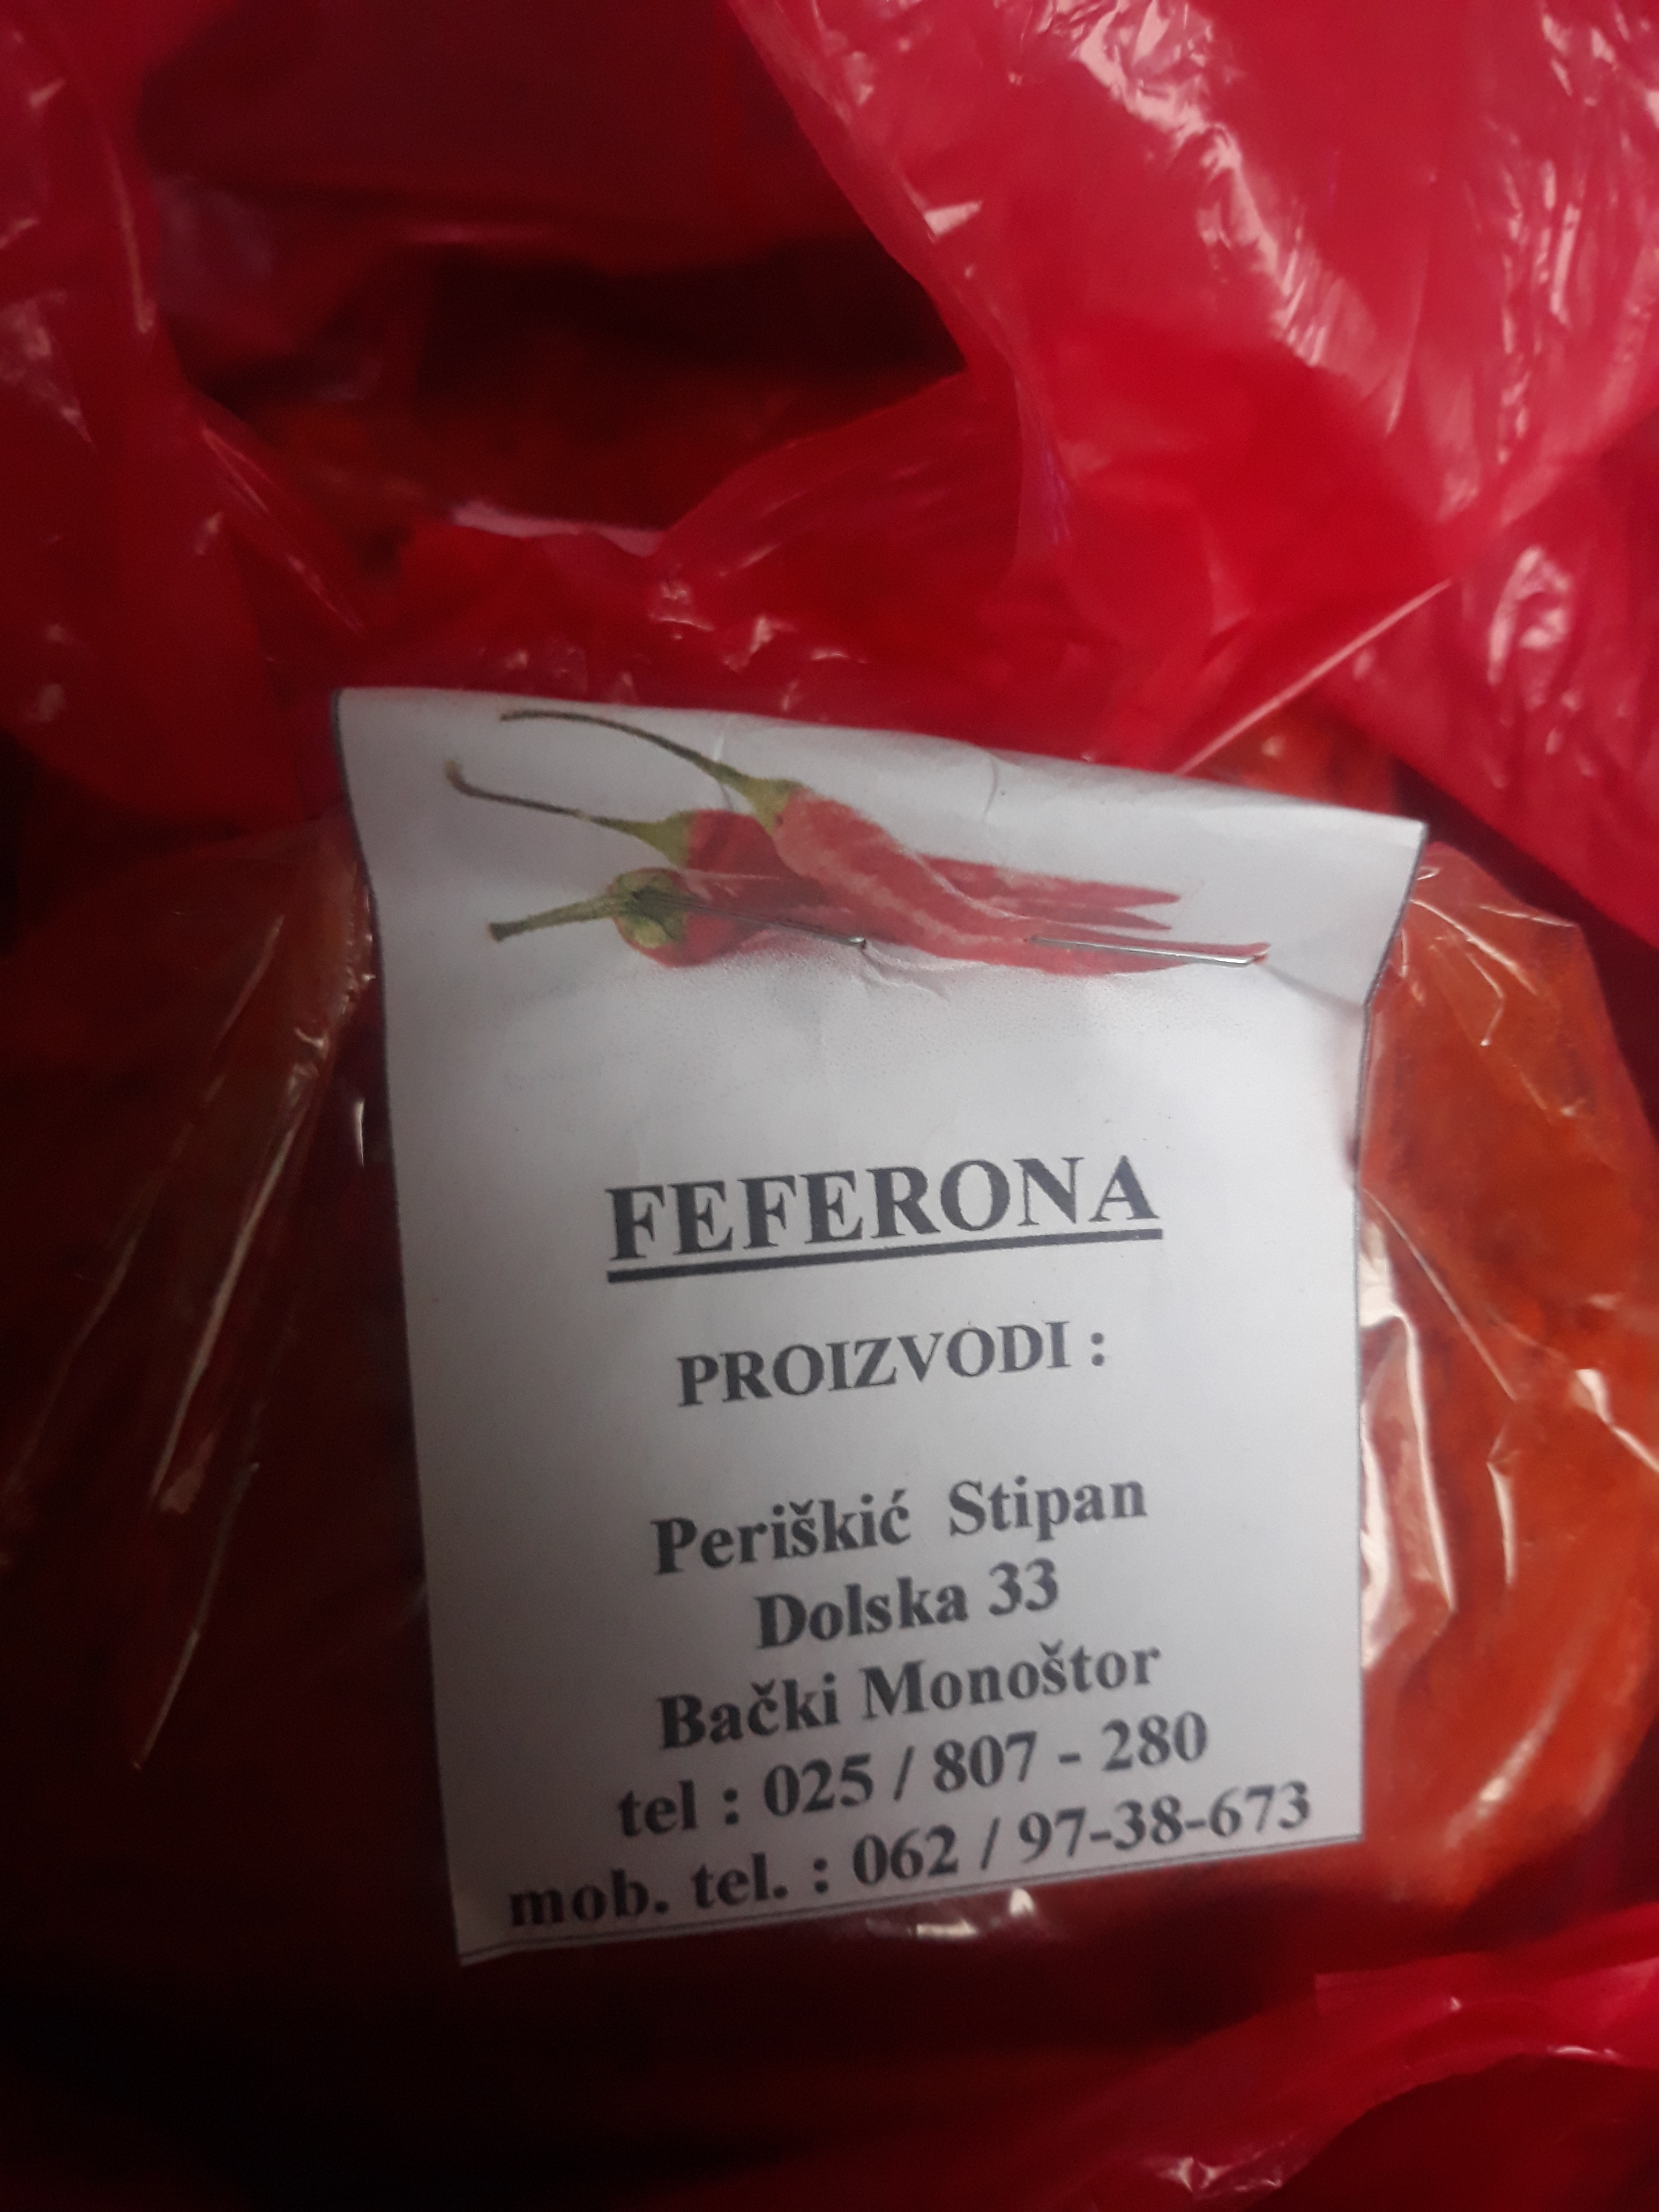 FEFERONA
PROIZVODI :
Periškić Stipan
Dolska 33
Bački Monoštor
tel : 025 / 807 - 280
mob. tel. : 062 / 97-38-673